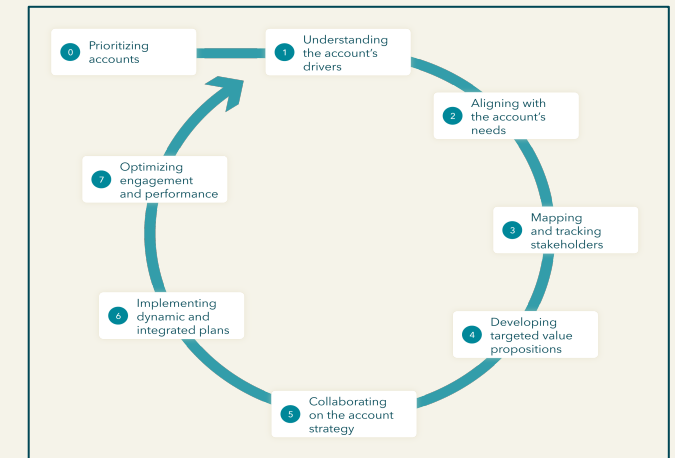 0 Prioritizing
accounts
1 Understanding
the account's
drivers
2 Aligning with
the account's
needs
3 Mapping
and tracking
stakeholders
4 Developing
targeted value
propositions
5 Collaborating
on the account
strategy
6 Implementing
dynamic and
integrated plans
7 Optimizing
engagement
and performance